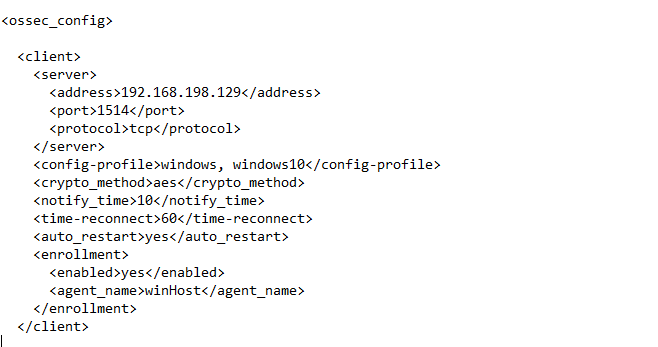 <ossec_config>
<client>
<server>
<address>192.168.198.129</address>
<port>1514</port>
<protocol>tcp</protocol>
</server>
<config-profile>windows, windows10</config-profile>
<crypto_method>aes</crypto_method>
<notify_time>10</notify_time>
<time-reconnect>60</time-reconnect>
<auto_restart>yes</auto_restart>
<enrollment>
<enabled>yes</enabled>
<agent_name>winHost</agent_name>
</enrollment>
</client>